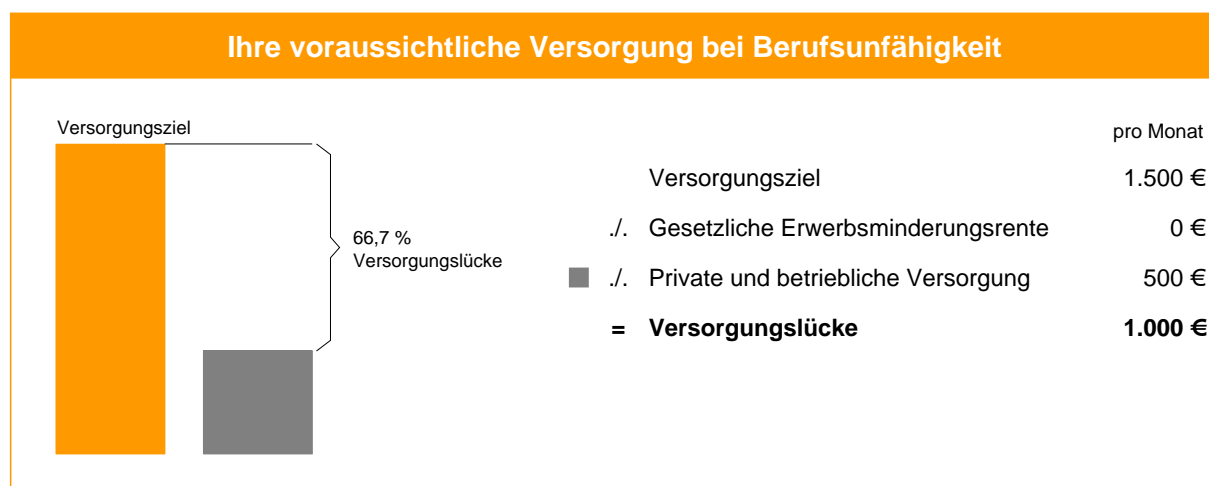 Ihre voraussichtliche Versorgung bei Berufsunfähigkeit
Versorgungsziel
66,7 %
Versorgungslücke
pro Monat
Versorgungsziel 1.500 €
./. Gesetzliche Erwerbsminderungsrente 0 €
./. Private und betriebliche Versorgung 500 €
= Versorgungslücke 1.000 €